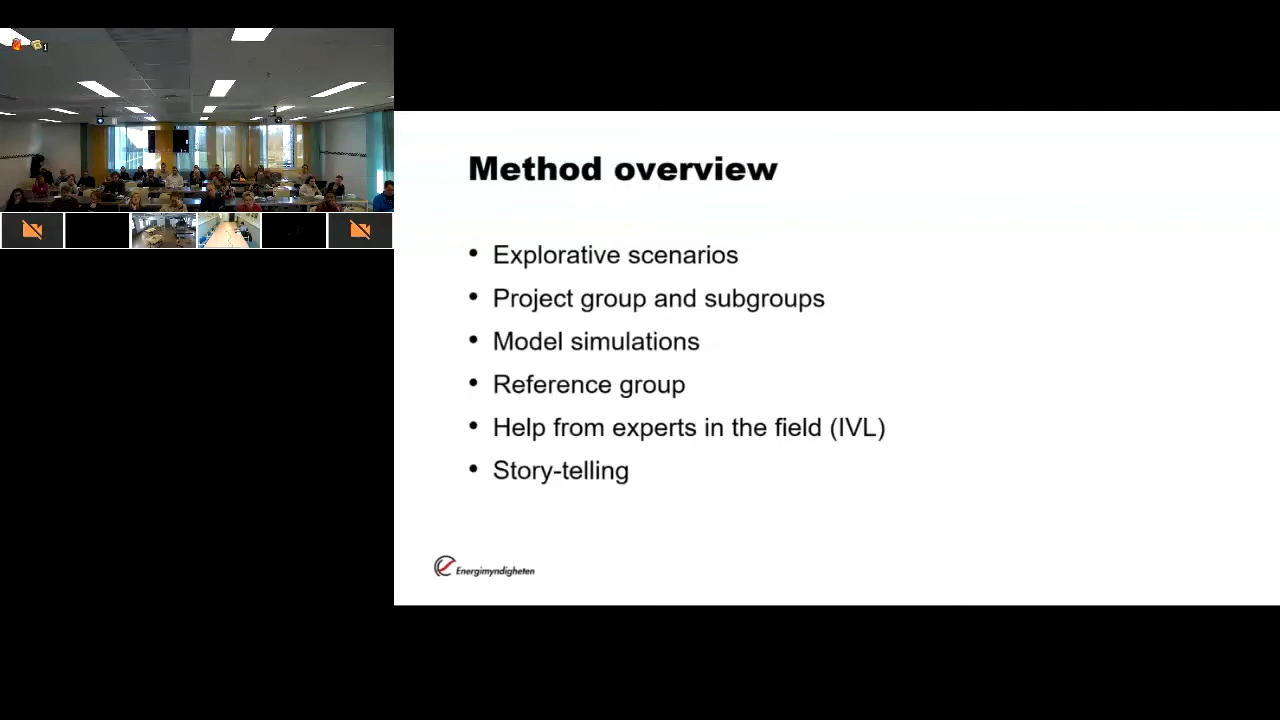 1
Method overview
• Explorative scenarios
• Project group and subgroups
• Model simulations
• Reference group
• Help from experts in the field (IVL)
• Story-telling
Energimyndigheten